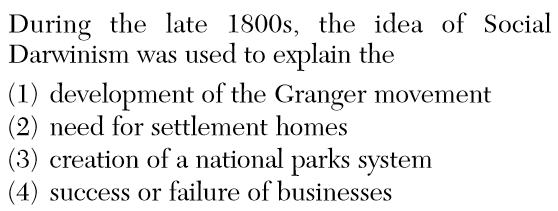 During the late 1800s, the idea of Social
Darwinism was used to explain the
(1) development of the Granger movement
(2) need for settlement homes
(3) creation of a national parks system
(4) success or failure of businesses